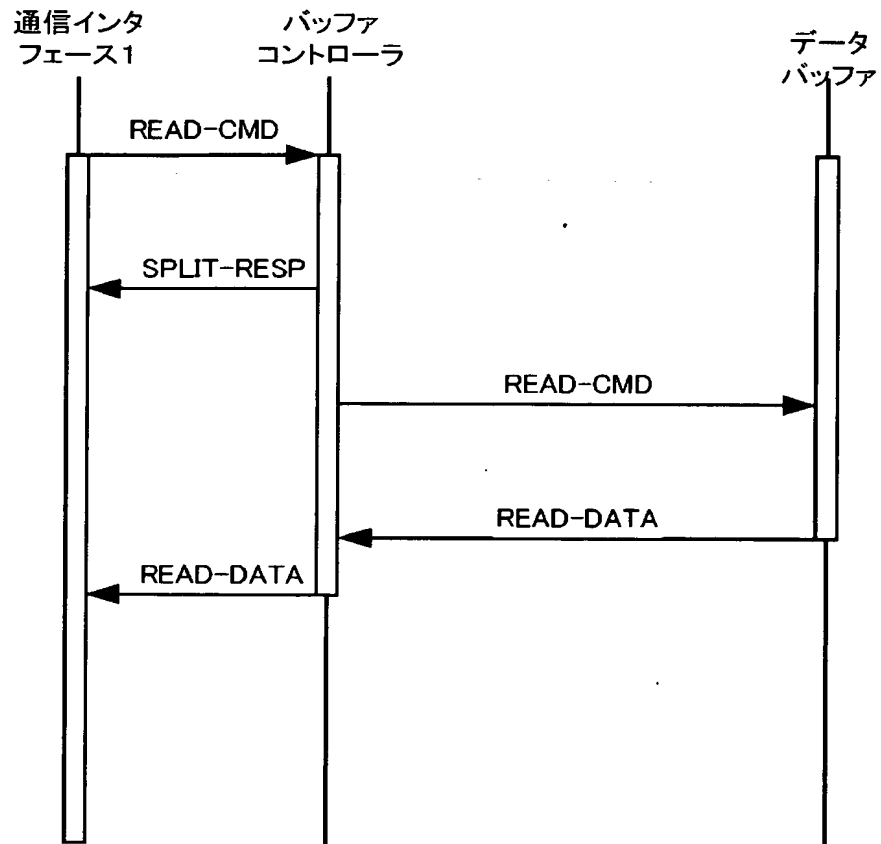 通信インタ
フェース1
バッファ
コントローラ
データ
バッファ
READ-CMD
SPLIT-RESP
READ-CMD
READ-DATA
READ-DATA